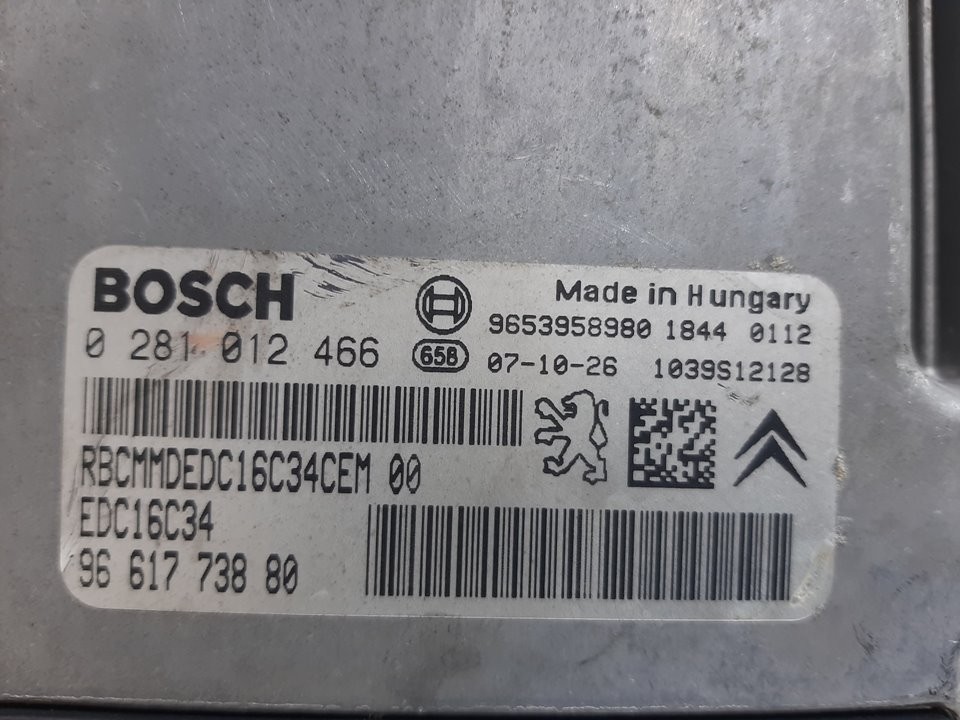 BOSCH
Made in Hungary
9653958980 1844 0112
0 281 012 466
658 07-10-26 1039S12128
RBCMMDEDC16C34CEM 00
EDC16C34
96 617 738 80